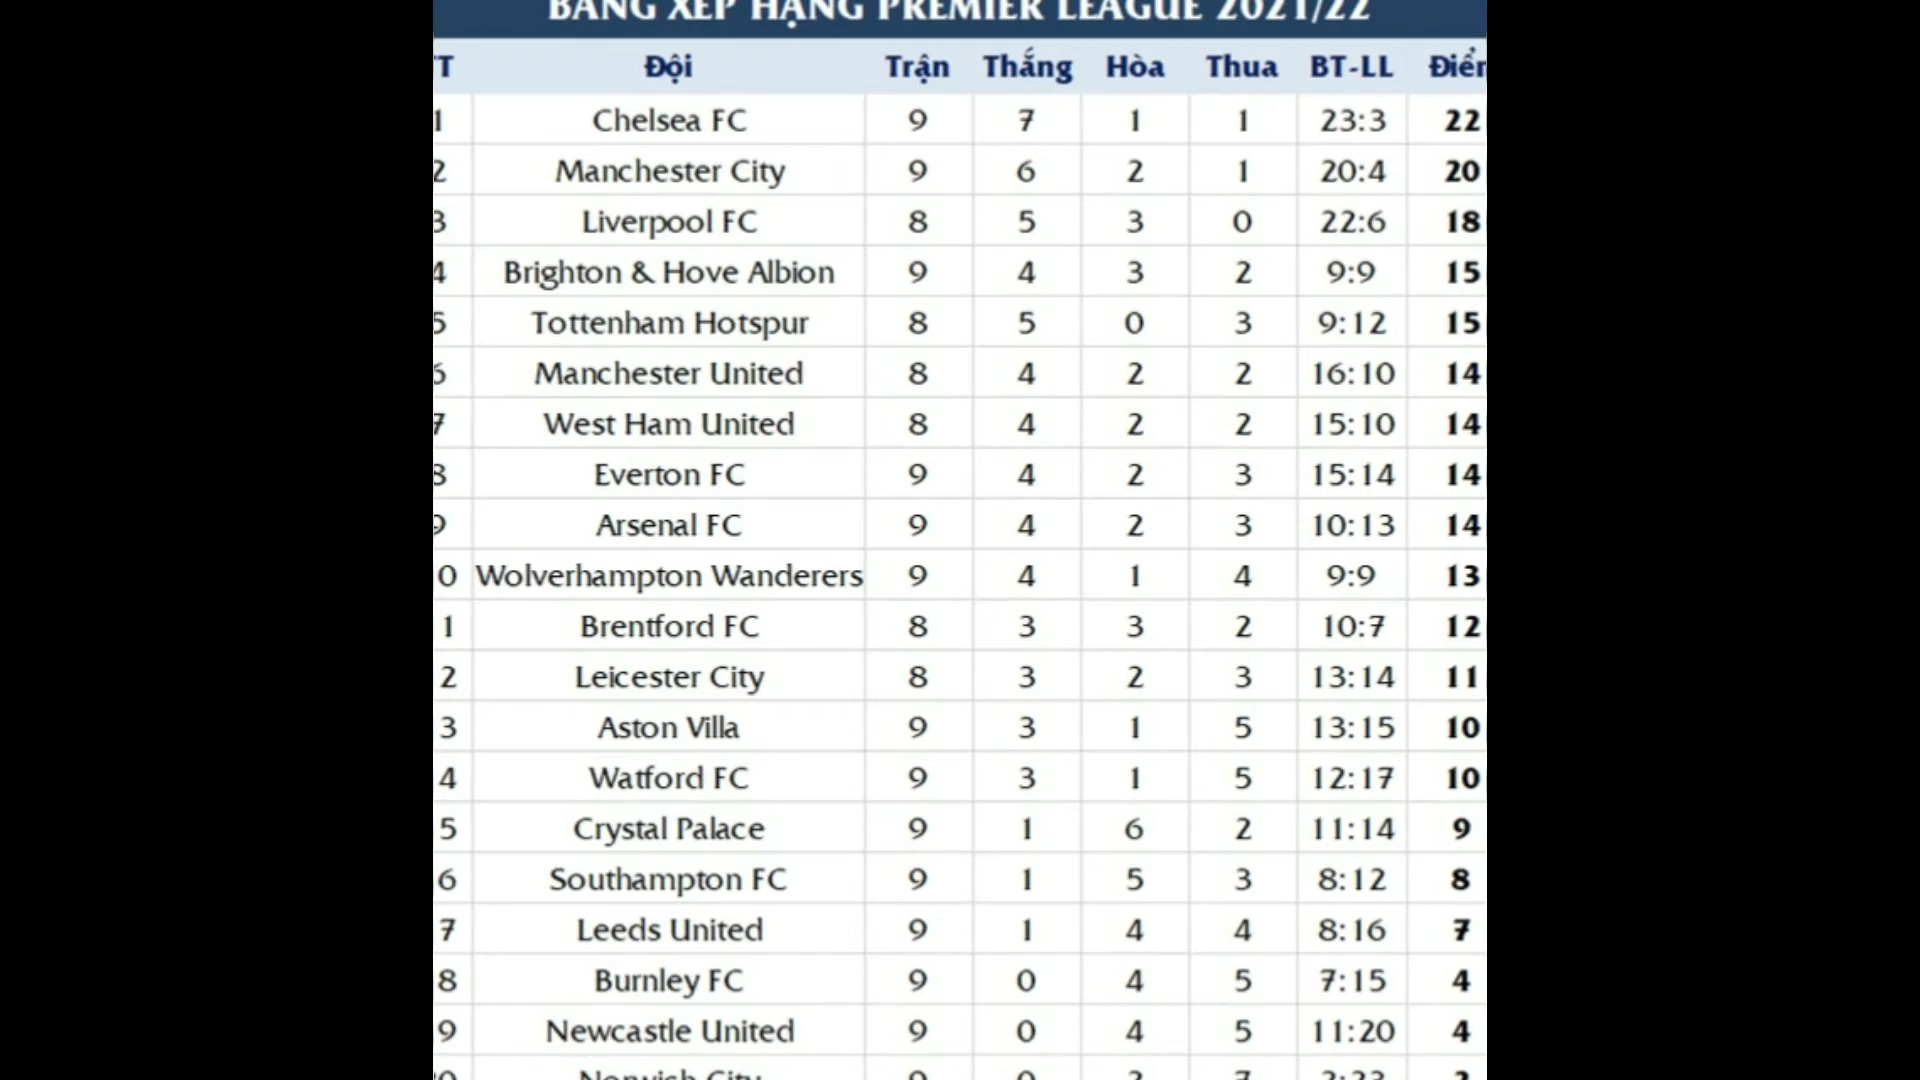 BẢNG XẾP HẠNG PREMIER LEAGUE 2021/22
TT Đội Trận Thắng Hòa Thua BT-LL Điểm
1 Chelsea FC 9 7 1 1 23:3 22
2 Manchester City 9 6 2 1 20:4 20
3 Liverpool FC 8 5 3 0 22:6 18
4 Brighton & Hove Albion 9 4 3 2 9:9 15
5 Tottenham Hotspur 8 5 0 3 9:12 15
6 Manchester United 8 4 2 2 16:10 14
7 West Ham United 8 4 2 2 15:10 14
8 Everton FC 9 4 2 3 15:14 14
9 Arsenal FC 9 4 2 3 10:13 14
0 Wolverhampton Wanderers 9 4 1 4 9:9 13
1 Brentford FC 8 3 3 2 10:7 12
2 Leicester City 8 3 2 3 13:14 11
3 Aston Villa 9 3 1 5 13:15 10
4 Watford FC 9 3 1 5 12:17 10
5 Crystal Palace 9 1 6 2 11:14 9
6 Southampton FC 9 1 5 3 8:12 8
7 Leeds United 9 1 4 4 8:16 7
8 Burnley FC 9 0 4 5 7:15 4
9 Newcastle United 9 0 4 5 11:20 4
Norwich City